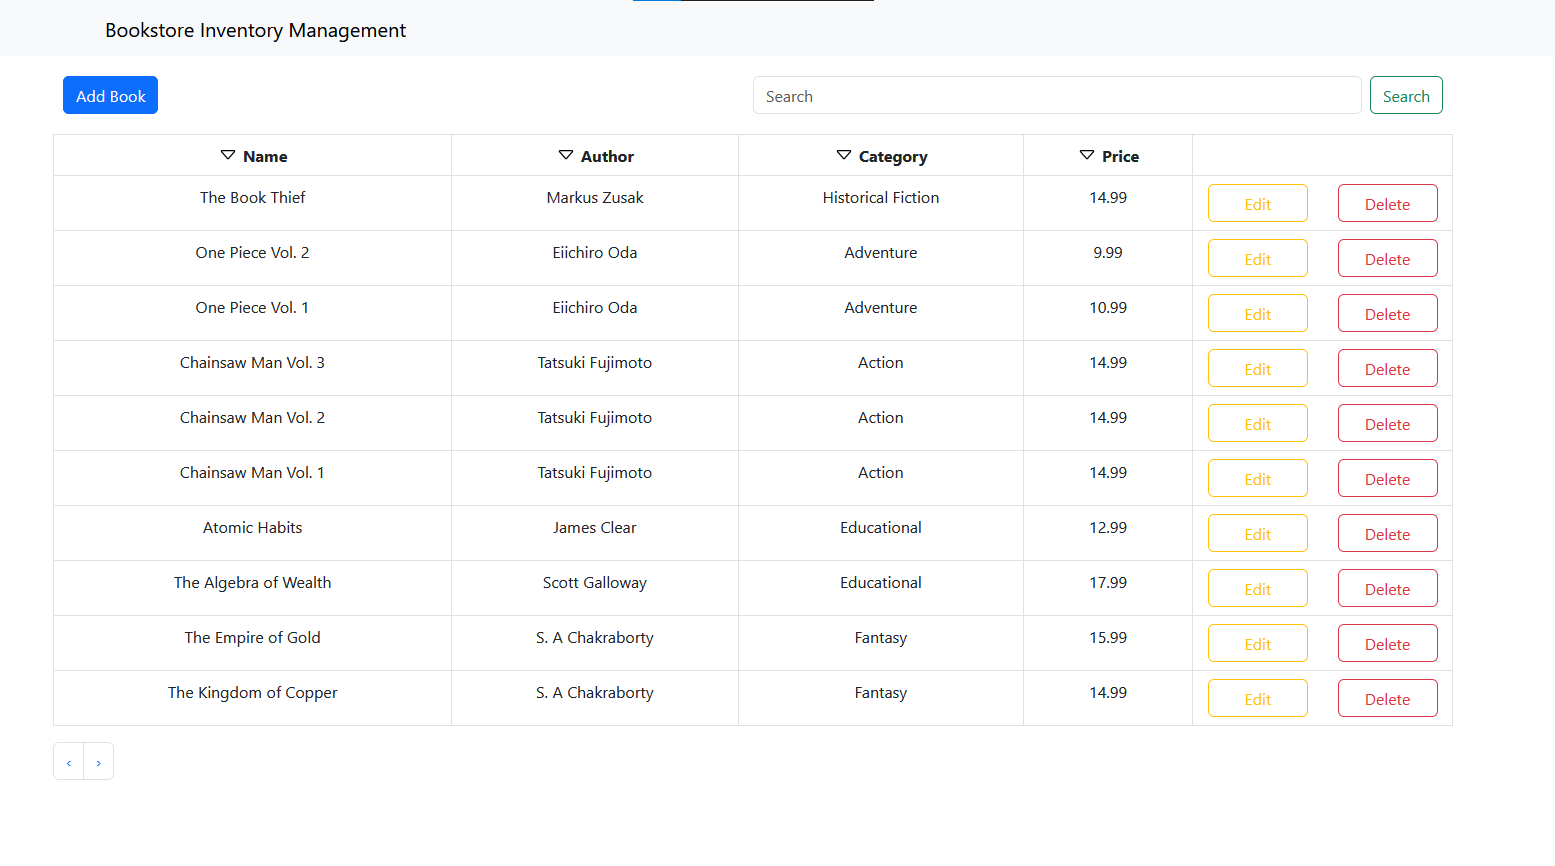 Bookstore Inventory Management
Add Book Search Search
Name Author Category Price
The Book Thief Markus Zusak Historical Fiction 14.99 Edit Delete
One Piece Vol. 2 Eiichiro Oda Adventure 9.99 Edit Delete
One Piece Vol. 1 Eiichiro Oda Adventure 10.99 Edit Delete
Chainsaw Man Vol. 3 Tatsuki Fujimoto Action 14.99 Edit Delete
Chainsaw Man Vol. 2 Tatsuki Fujimoto Action 14.99 Edit Delete
Chainsaw Man Vol. 1 Tatsuki Fujimoto Action 14.99 Edit Delete
Atomic Habits James Clear Educational 12.99 Edit Delete
The Algebra of Wealth Scott Galloway Educational 17.99 Edit Delete
The Empire of Gold S. A Chakraborty Fantasy 15.99 Edit Delete
The Kingdom of Copper S. A Chakraborty Fantasy 14.99 Edit Delete
‹ ›